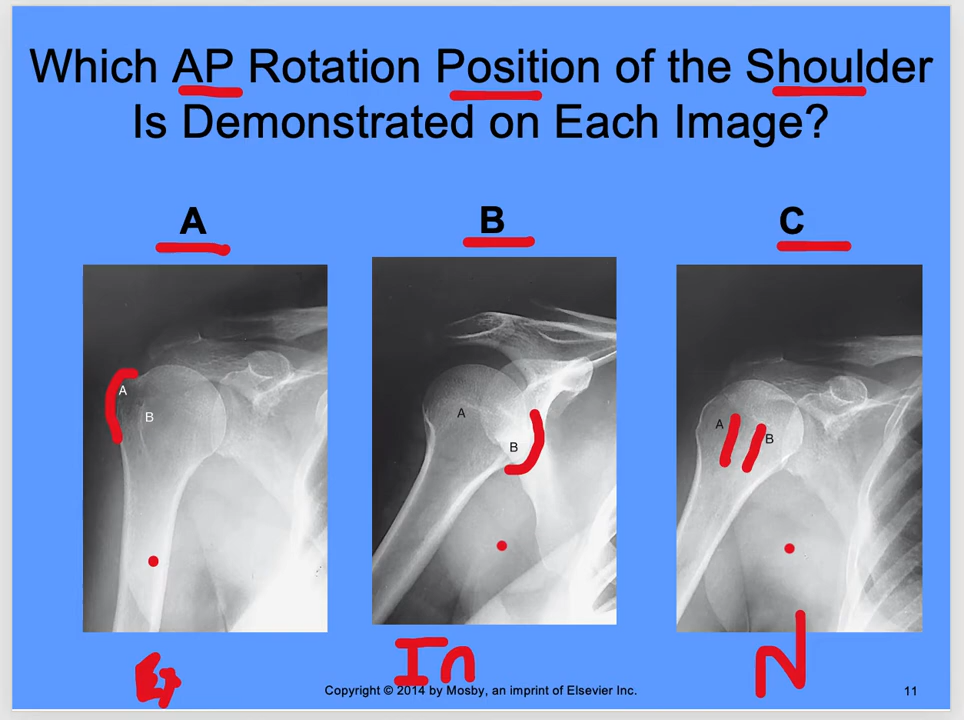 Which AP Rotation Position of the Shoulder
Is Demonstrated on Each Image?
A B C
A
B
A
B
A
B
In N
Copyright © 2014 by Mosby, an imprint of Elsevier Inc. 11